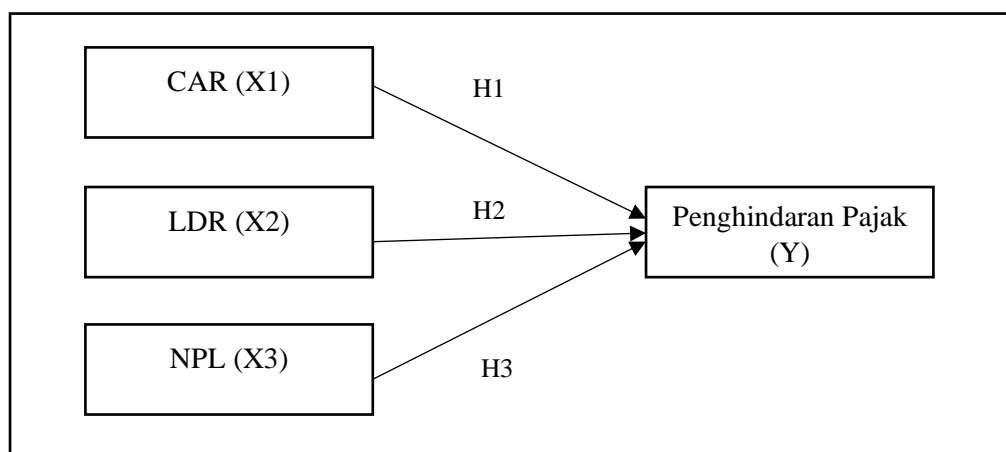 CAR (X1)
H1
LDR (X2)
H2
Penghindaran Pajak
(Y)
NPL (X3)
H3